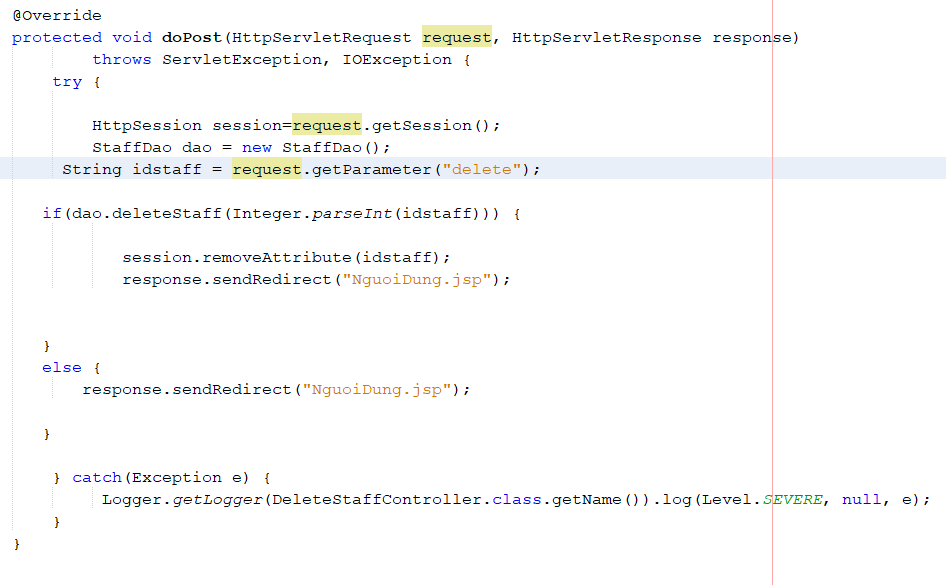 @Override
protected void doPost(HttpServletRequest request, HttpServletResponse response)
throws ServletException, IOException {
try {
HttpSession session=request.getSession();
StaffDao dao = new StaffDao();
String idstaff = request.getParameter("delete");
if(dao.deleteStaff(Integer.parseInt(idstaff))) {
session.removeAttribute(idstaff);
response.sendRedirect("NguoiDung.jsp");
}
else {
response.sendRedirect("NguoiDung.jsp");
}
} catch(Exception e) {
Logger.getLogger(DeleteStaffController.class.getName()).log(Level.SEVERE, null, e);
}
}